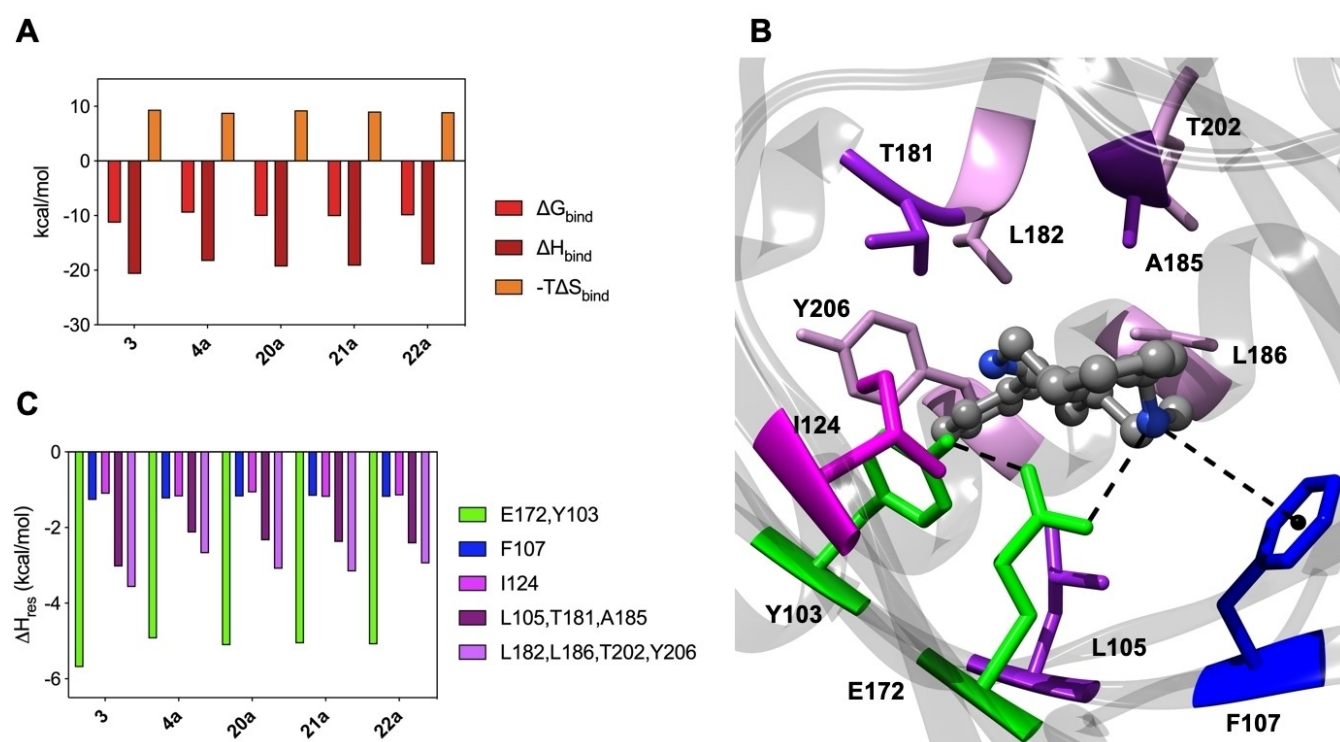 A
kcal/mol
10
0
-10
-20
-30
3
4a
20a
21a
22a
ΔGbind
ΔHbind
-TΔSbind
B
T181
L182
T202
A185
Y206
L186
I124
Y103
E172
L105
F107
C
ΔHres (kcal/mol)
0
-2
-4
-6
3
4a
20a
21a
22a
E172,Y103
F107
I124
L105,T181,A185
L182,L186,T202,Y206